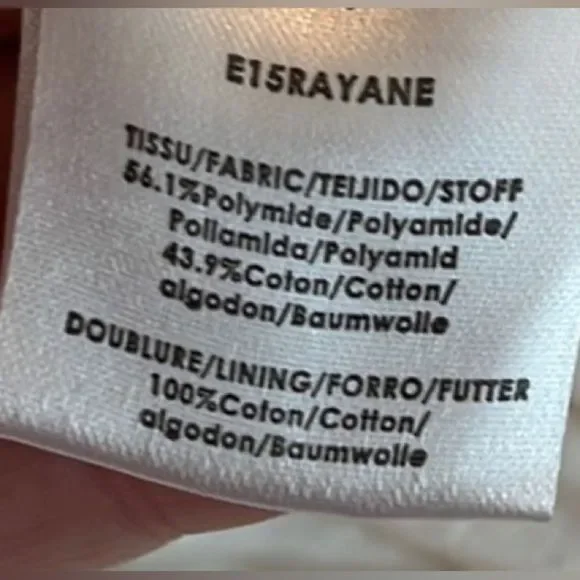 E15RAYANE
TISSU/FABRIC/TEIJIDO/STOFF
56.1%Polymide/Polyamide/
Poliamida/Polyamid
43.9%Coton/Cotton/
algodon/Baumwolle
DOUBLURE/LINING/FORRO/FUTTER
100%Coton/Cotton/
algodon/Baumwolle